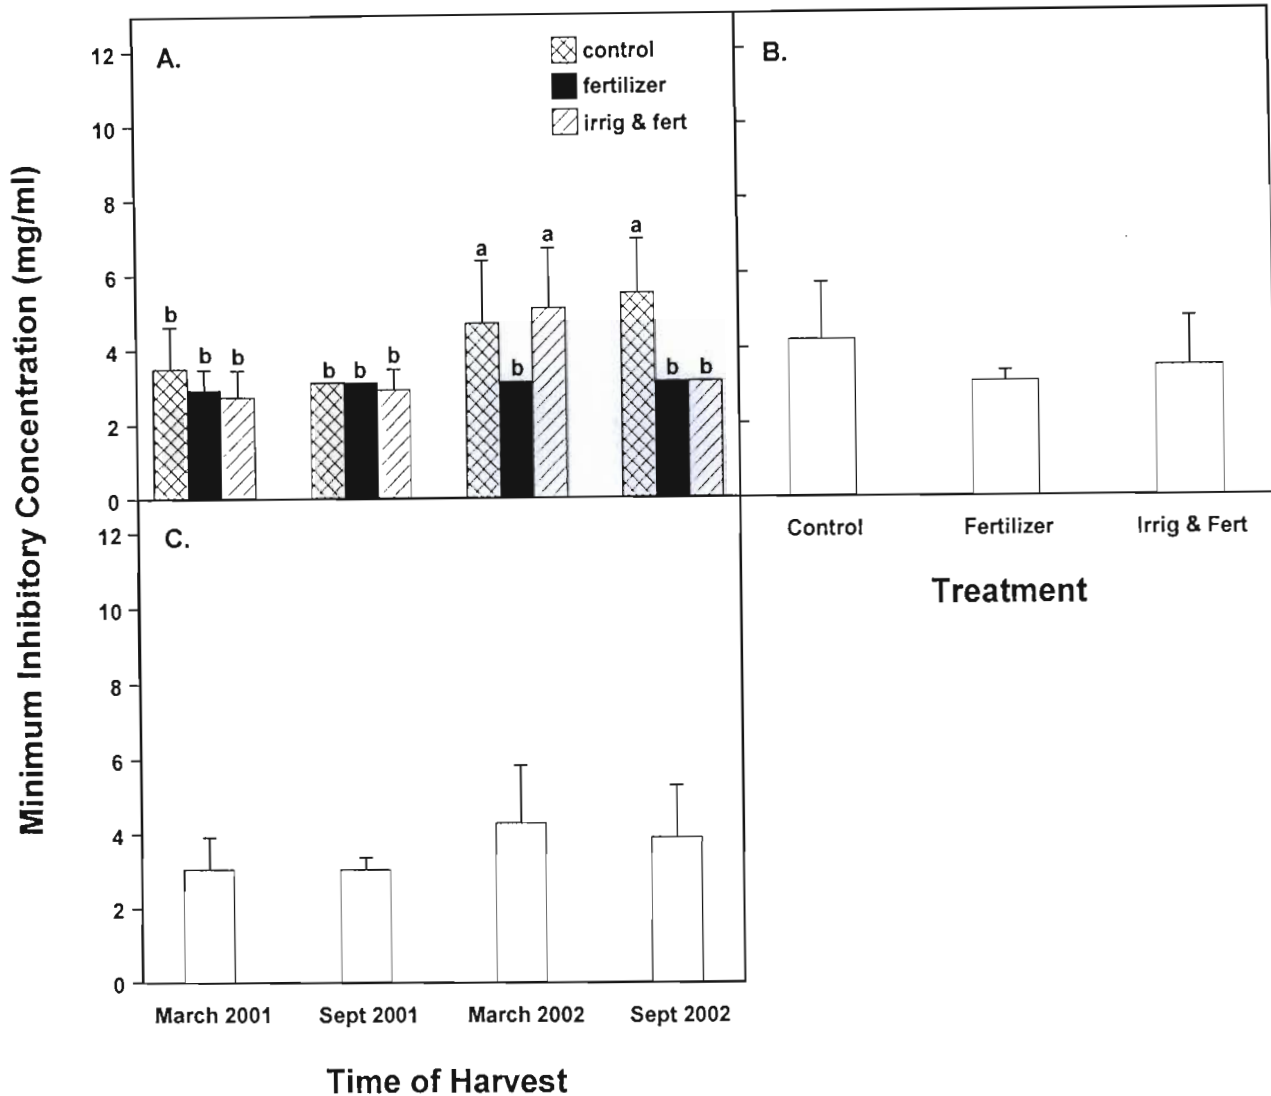 Minimum Inhibitory Concentration (mg/ml)
A.
control
fertilizer
irrig & fert
12
10
8
6
4
2
0
b
b
b
b
b
b
a
b
a
a
b
b
B.
Control
Fertilizer
Irrig & Fert
Treatment
C.
12
10
8
6
4
2
0
March 2001
Sept 2001
March 2002
Sept 2002
Time of Harvest